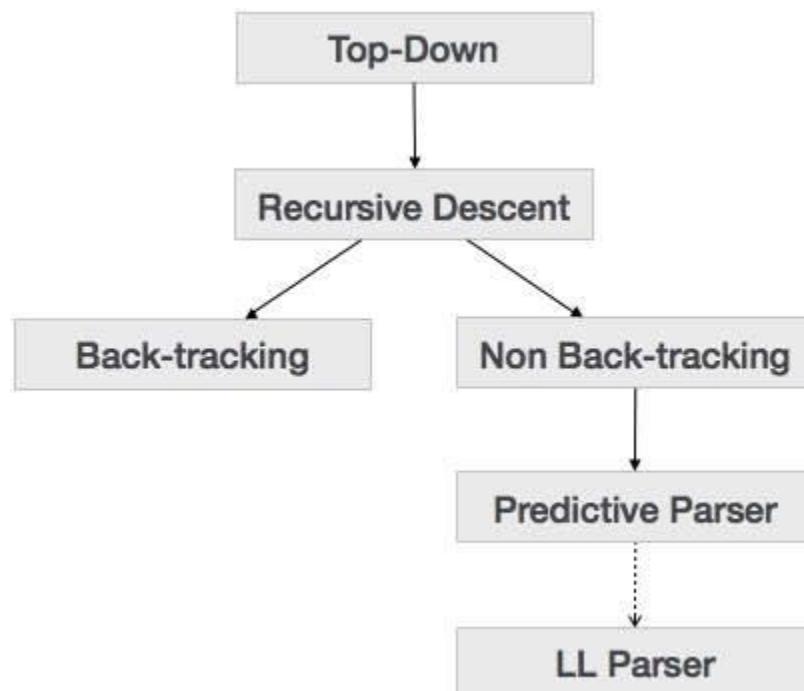 Top-Down
Recursive Descent
Back-tracking
Non Back-tracking
Predictive Parser
LL Parser